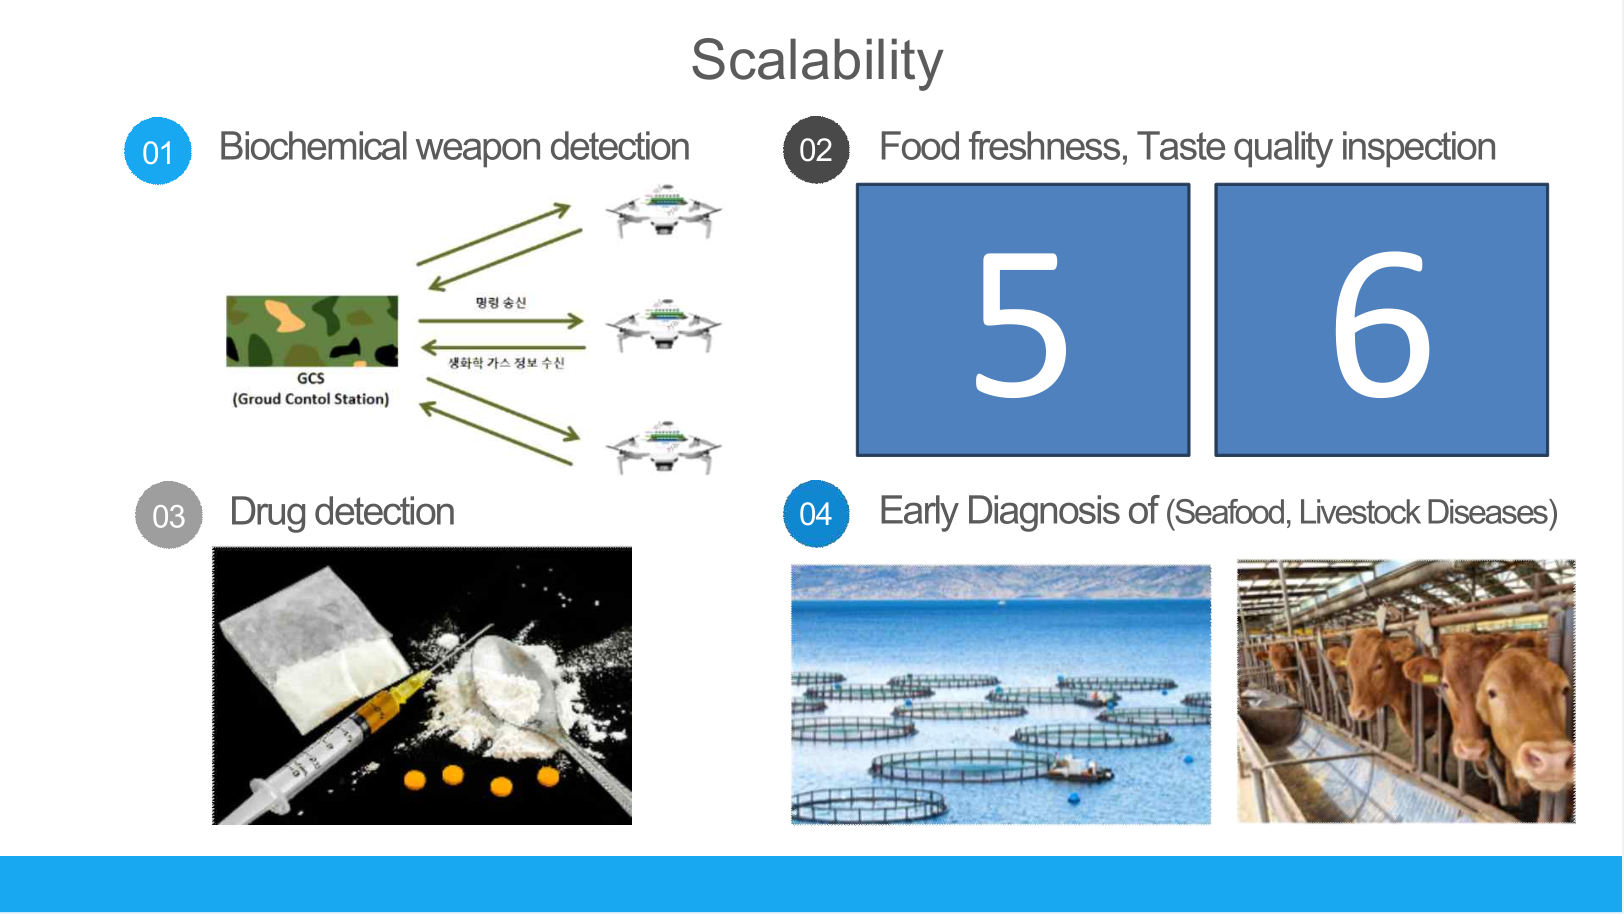 Scalability
01 Biochemical weapon detection
명령 송신
생화학 가스 정보 수신
GCS
(Groud Contol Station)
02 Food freshness, Taste quality inspection
5 6
03 Drug detection
04 Early Diagnosis of (Seafood, Livestock Diseases)